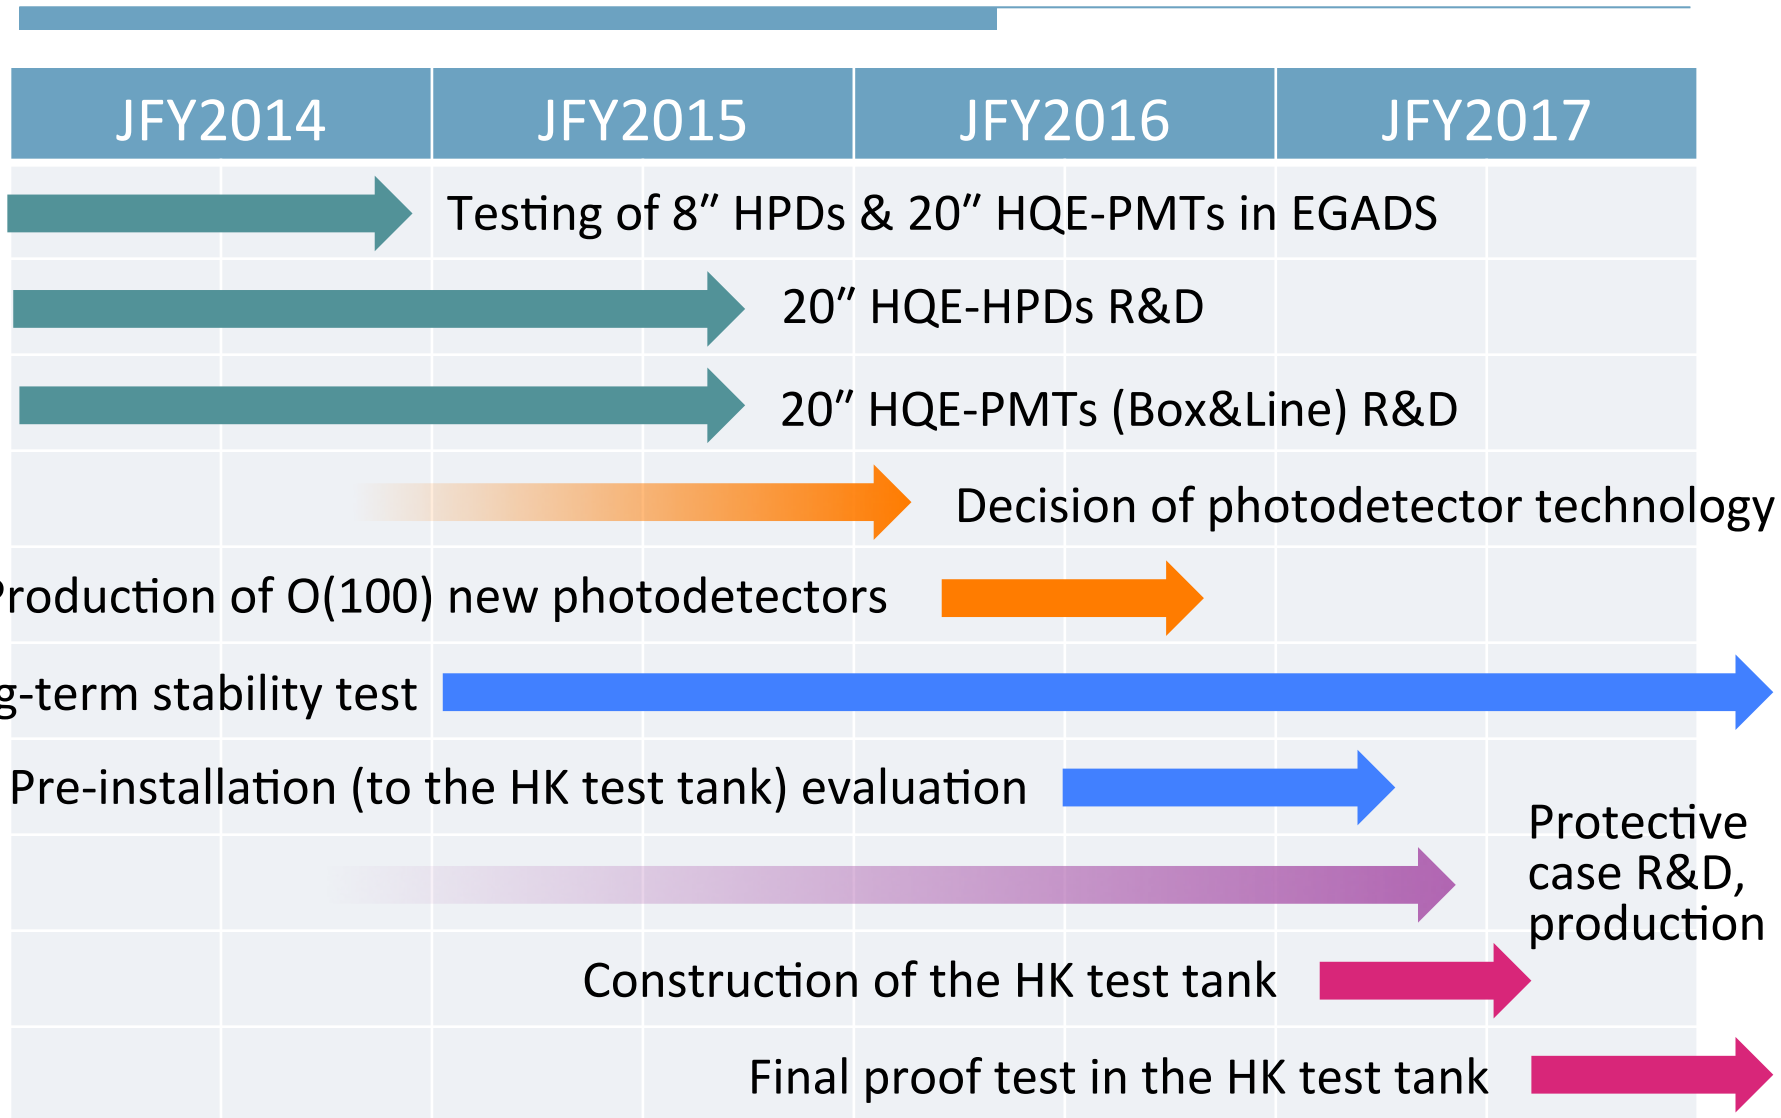 JFY2014 JFY2015 JFY2016 JFY2017
Testing of 8″ HPDs & 20″ HQE-PMTs in EGADS
20″ HQE-HPDs R&D
20″ HQE-PMTs (Box&Line) R&D
Decision of photodetector technology
Production of O(100) new photodetectors
g-term stability test
Pre-installation (to the HK test tank) evaluation
Protective
case R&D,
production
Construction of the HK test tank
Final proof test in the HK test tank